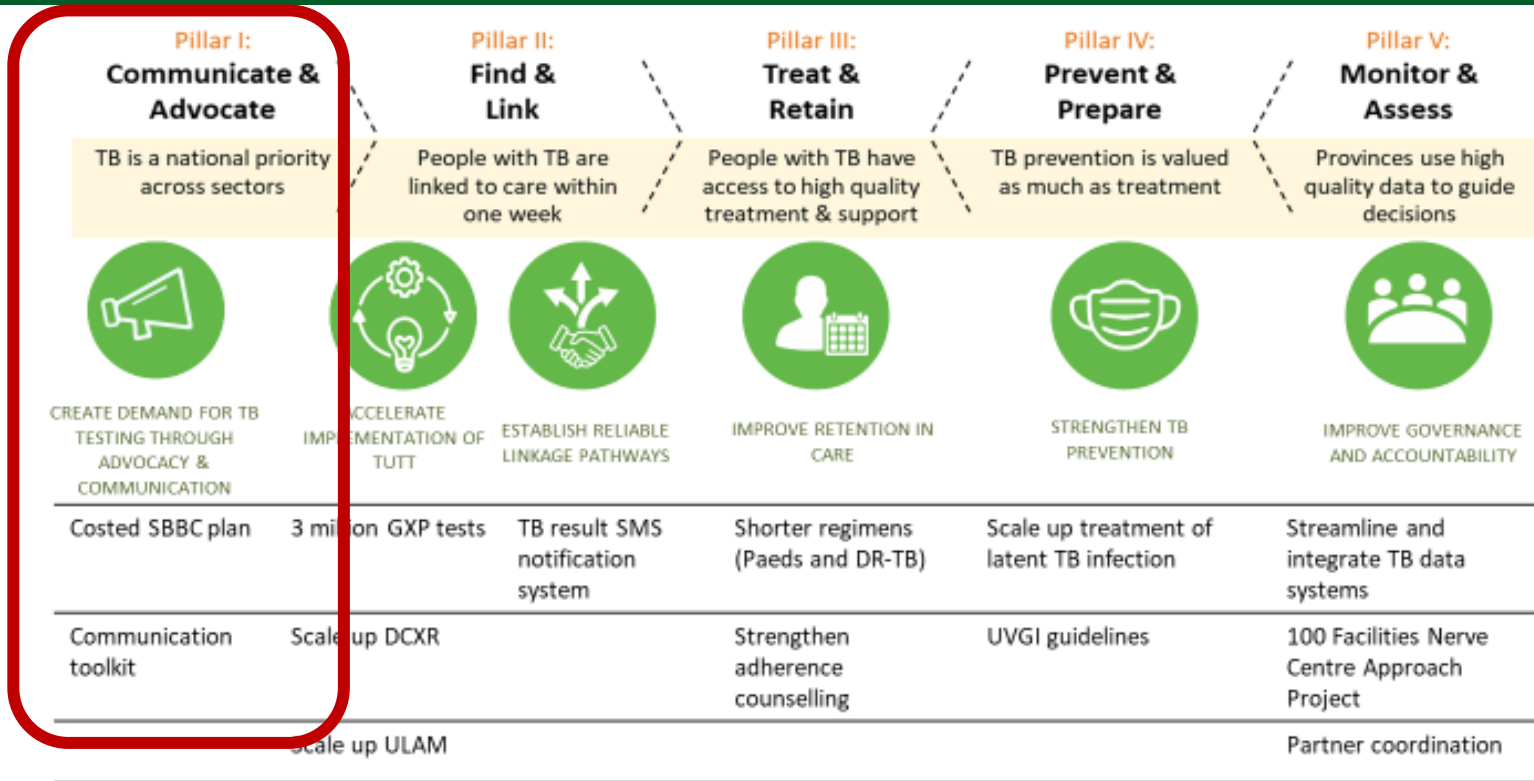 Pillar I:
Communicate &
Advocate
TB is a national priority
across sectors
Pillar II:
Find &
Link
People with TB are
linked to care within
one week
Pillar III:
Treat &
Retain
People with TB have
access to high quality
treatment & support
Pillar IV:
Prevent &
Prepare
TB prevention is valued
as much as treatment
Pillar V:
Monitor &
Assess
Provinces use high
quality data to guide
decisions
CREATE DEMAND FOR TB
TESTING THROUGH
ADVOCACY &
COMMUNICATION
ACCELERATE
IMPLEMENTATION OF
TUTT
ESTABLISH RELIABLE
LINKAGE PATHWAYS
IMPROVE RETENTION IN
CARE
STRENGTHEN TB
PREVENTION
IMPROVE GOVERNANCE
AND ACCOUNTABILITY
Costed SBBC plan
3 million GXP tests
TB result SMS
notification
system
Shorter regimens
(Paeds and DR-TB)
Scale up treatment of
latent TB infection
Streamline and
integrate TB data
systems
Communication
toolkit
Scale up DCXR
Strengthen
adherence
counselling
UVGI guidelines
100 Facilities Nerve
Centre Approach
Project
Scale up ULAM
Partner coordination